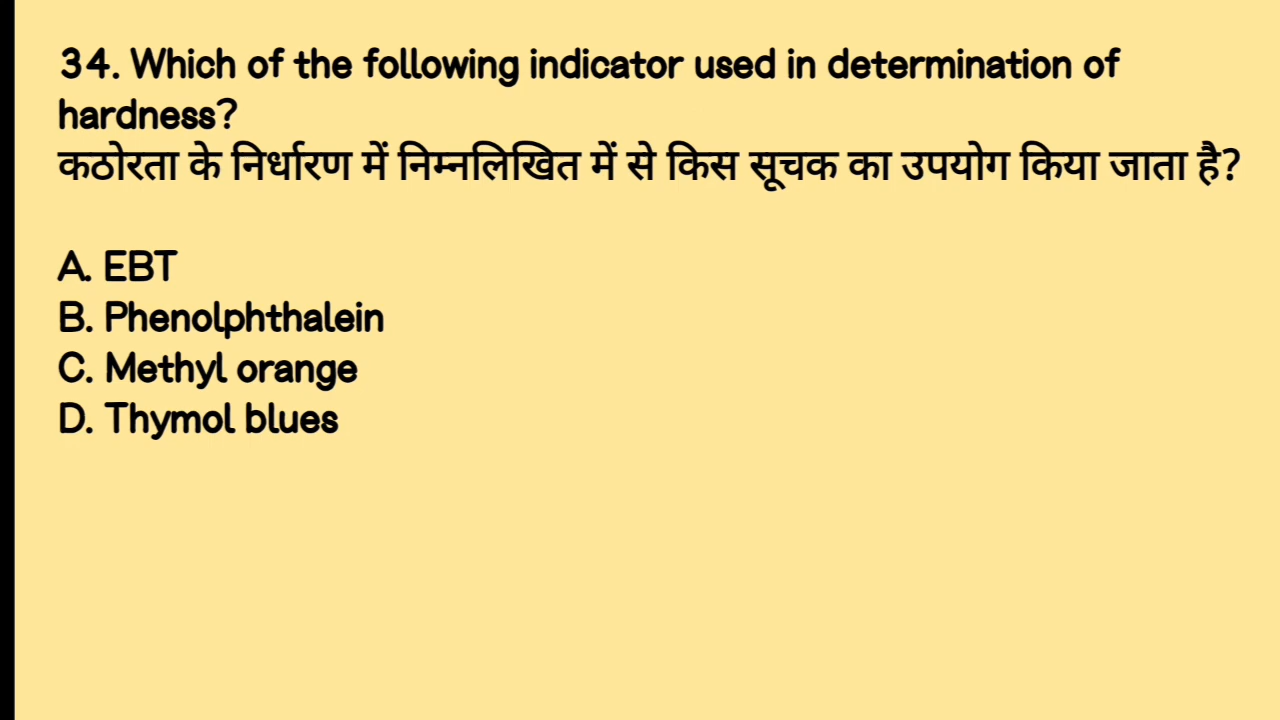 34. Which of the following indicator used in determination of
hardness?
कठोरता के निर्धारण में निम्नलिखित में से किस सूचक का उपयोग किया जाता है?
A. EBT
B. Phenolphthalein
C. Methyl orange
D. Thymol blues